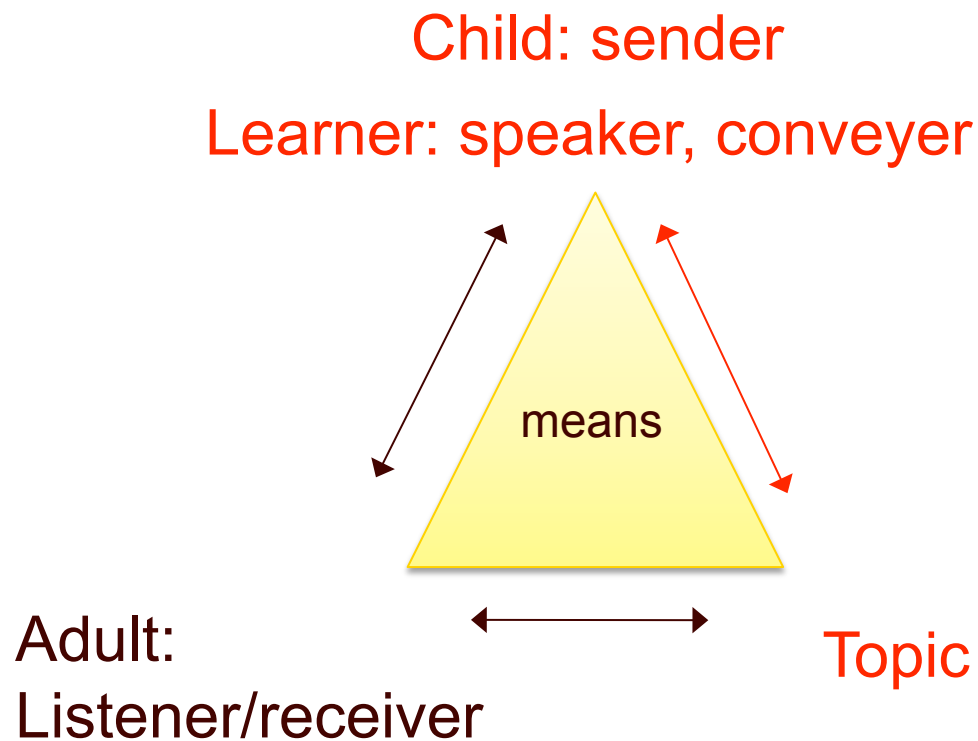 Child: sender
Learner: speaker, conveyer
means
Adult:
Listener/receiver
Topic